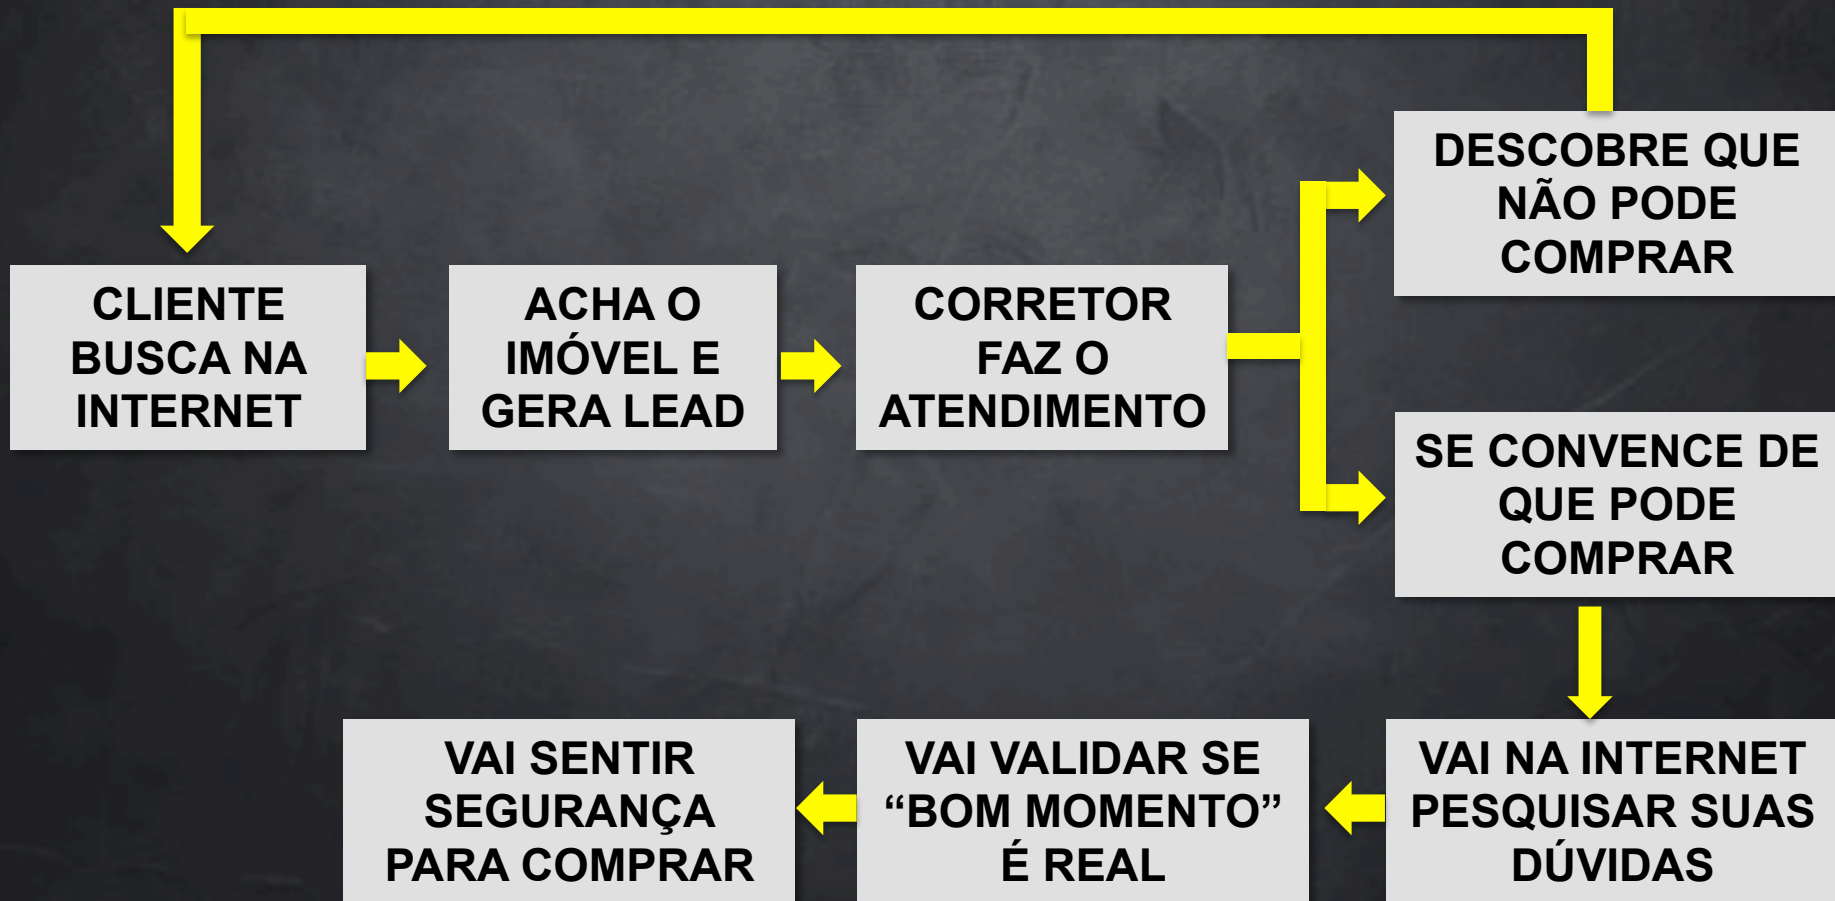 CLIENTE
BUSCA NA
INTERNET
ACHA O
IMÓVEL E
GERA LEAD
CORRETOR
FAZ O
ATENDIMENTO
DESCOBRE QUE
NÃO PODE
COMPRAR
SE CONVENCE DE
QUE PODE
COMPRAR
VAI NA INTERNET
PESQUISAR SUAS
DÚVIDAS
VAI VALIDAR SE
“BOM MOMENTO”
É REAL
VAI SENTIR
SEGURANÇA
PARA COMPRAR